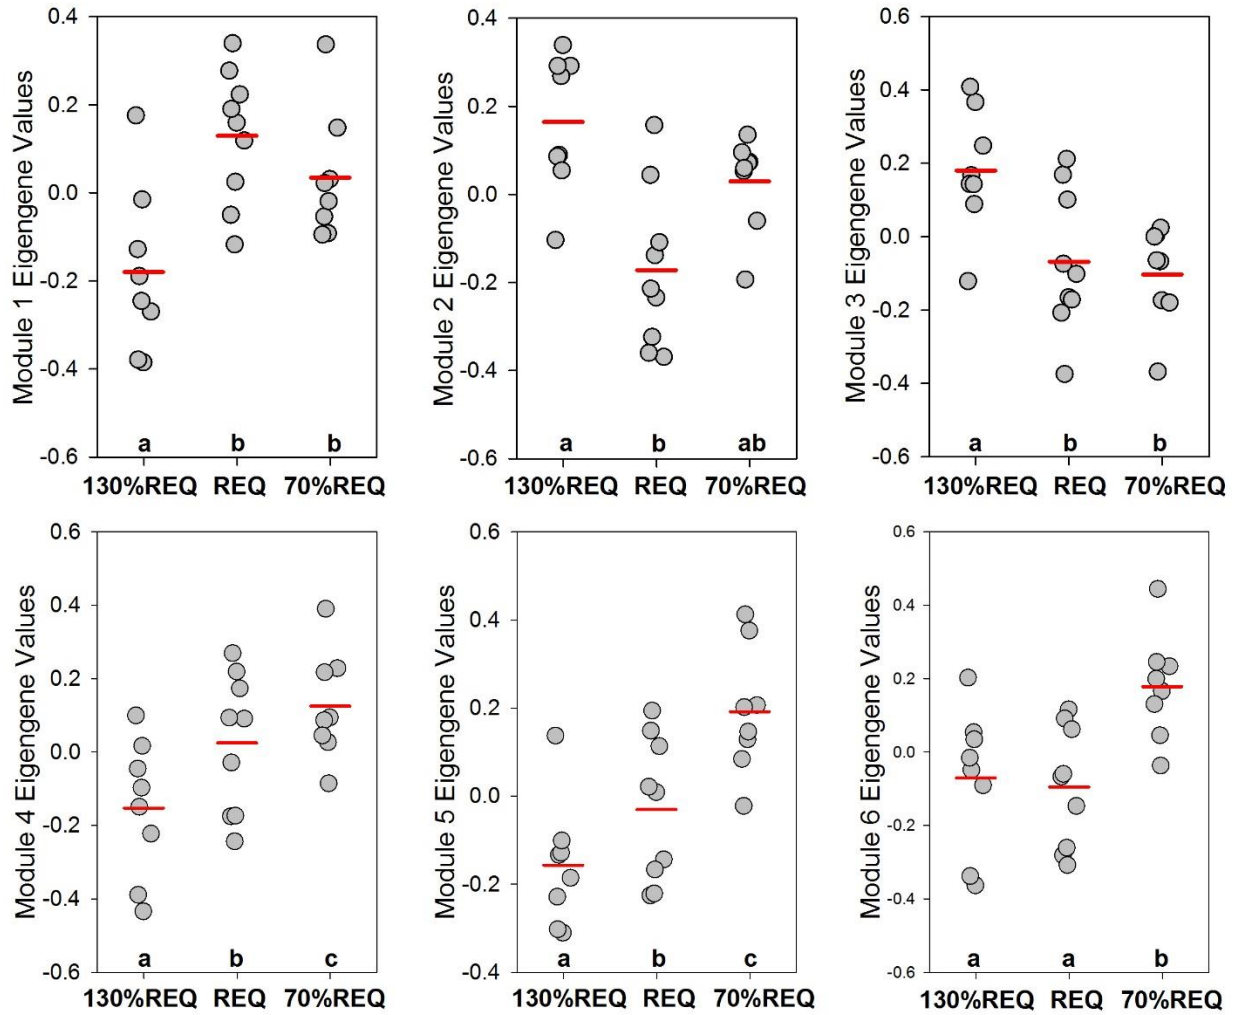 Module 1 Eigengene Values
0.4
0.2
0.0
-0.2
-0.4
-0.6
a b b
130%REQ REQ 70%REQ
Module 2 Eigengene Values
0.4
0.2
0.0
-0.2
-0.4
-0.6
a b ab
130%REQ REQ 70%REQ
Module 3 Eigengene Values
0.6
0.4
0.2
0.0
-0.2
-0.4
-0.6
a b b
130%REQ REQ 70%REQ
Module 4 Eigengene Values
0.6
0.4
0.2
0.0
-0.2
-0.4
-0.6
a b c
130%REQ REQ 70%REQ
Module 5 Eigengene Values
0.6
0.4
0.2
0.0
-0.2
-0.4
a b c
130%REQ REQ 70%REQ
Module 6 Eigengene Values
0.6
0.4
0.2
0.0
-0.2
-0.4
-0.6
a a b
130%REQ REQ 70%REQ